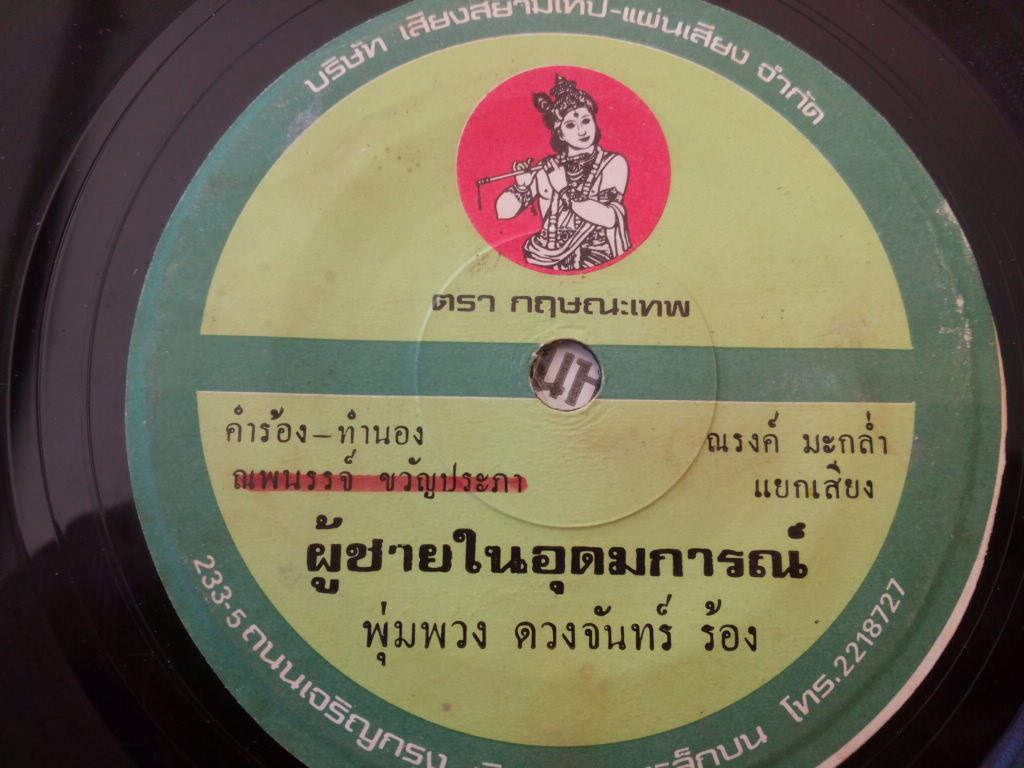 บริษัท เสียงสยามเทป-แผ่นเสียง จำกัด
ตรา กฤษณะเทพ
คำร้อง-ทำนอง
ณพนรรจ์ ขวัญประภา
ณรงค์ มะกล่ำ
แยกเสียง
ผู้ชายในอุดมการณ์
พุ่มพวง ดวงจันทร์ ร้อง
233-5 ถนนเจริญกรุง เล็กบน โทร. 2218727